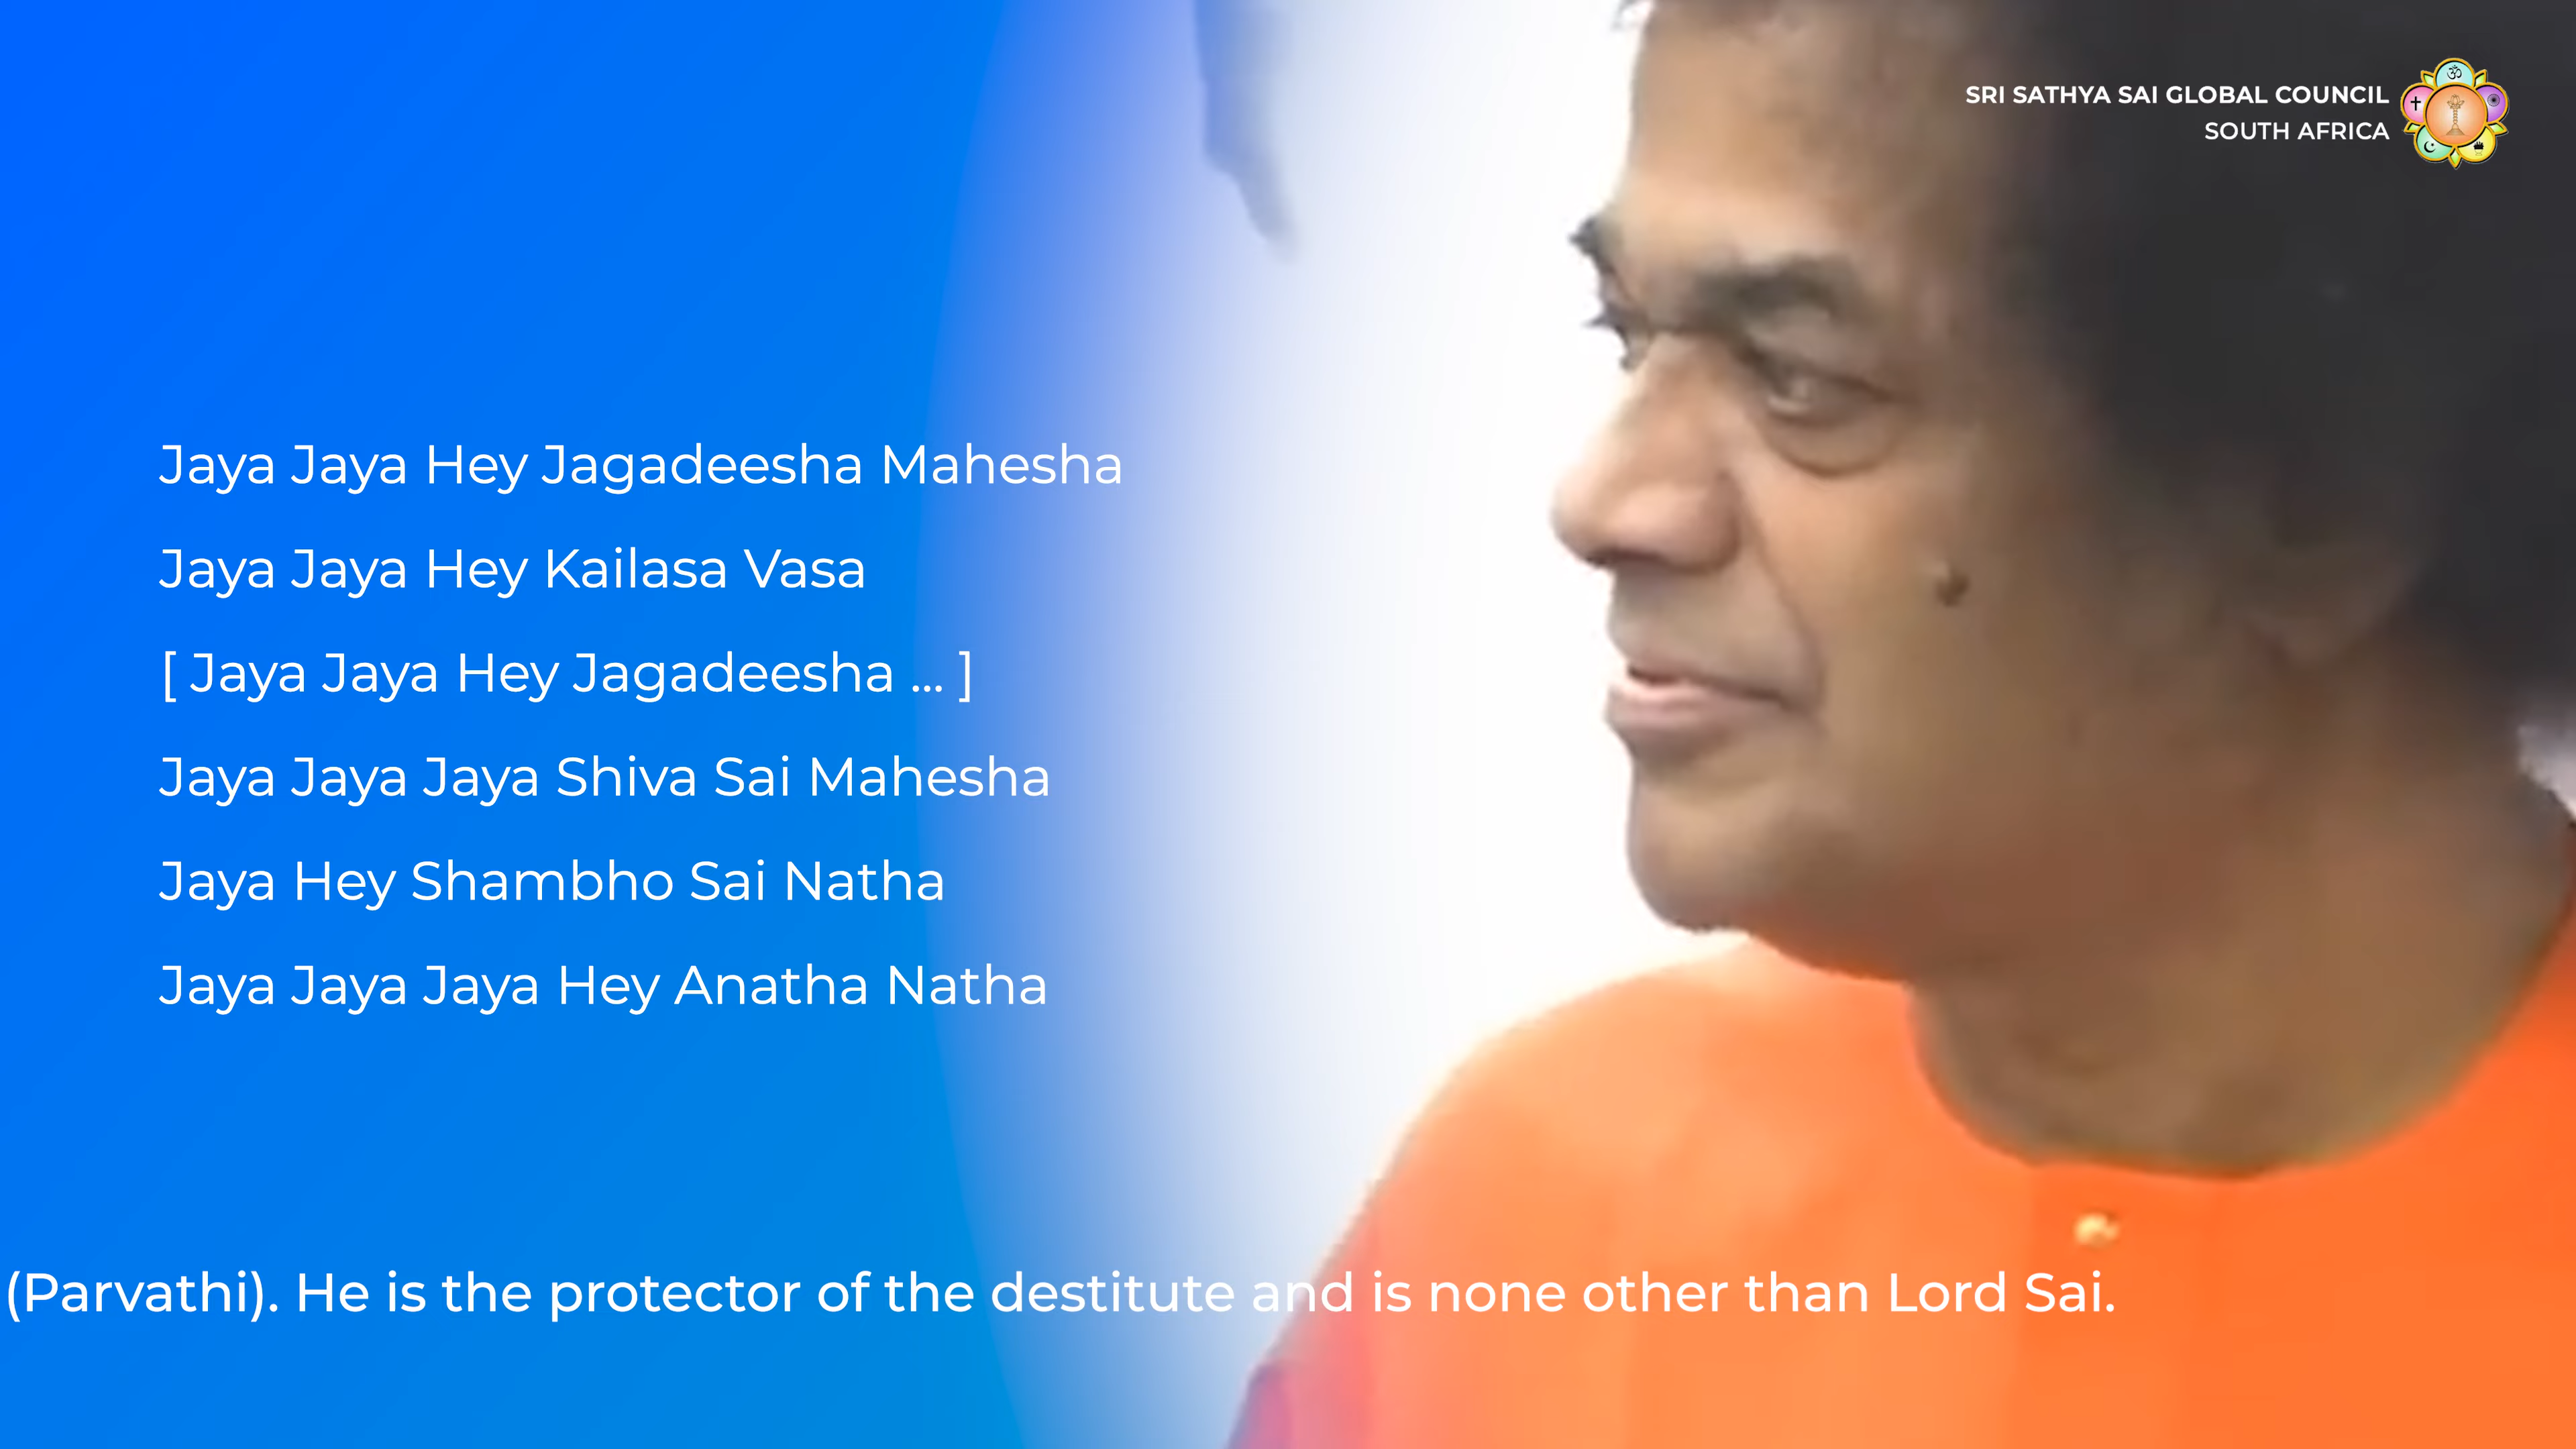 SRI SATHYA SAI GLOBAL COUNCIL
SOUTH AFRICA
Jaya Jaya Hey Jagadeesha Mahesha
Jaya Jaya Hey Kailasa Vasa
[ Jaya Jaya Hey Jagadeesha ... ]
Jaya Jaya Jaya Shiva Sai Mahesha
Jaya Hey Shambho Sai Natha
Jaya Jaya Jaya Hey Anatha Natha
(Parvathi). He is the protector of the destitute and is none other than Lord Sai.